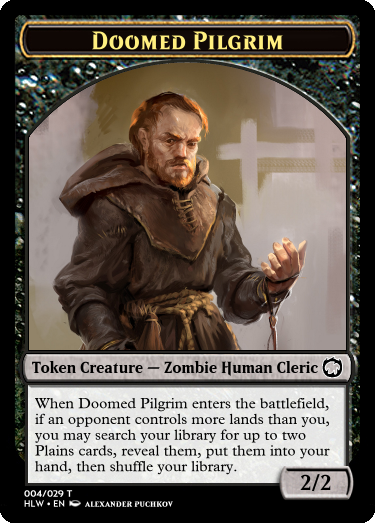 Doomed Pilgrim
Token Creature — Zombie Human Cleric
When Doomed Pilgrim enters the battlefield,
if an opponent controls more lands than you,
you may search your library for up to two
Plains cards, reveal them, put them into your
hand, then shuffle your library.
2/2
004/029 T
HLW • EN Alexander Puchkov